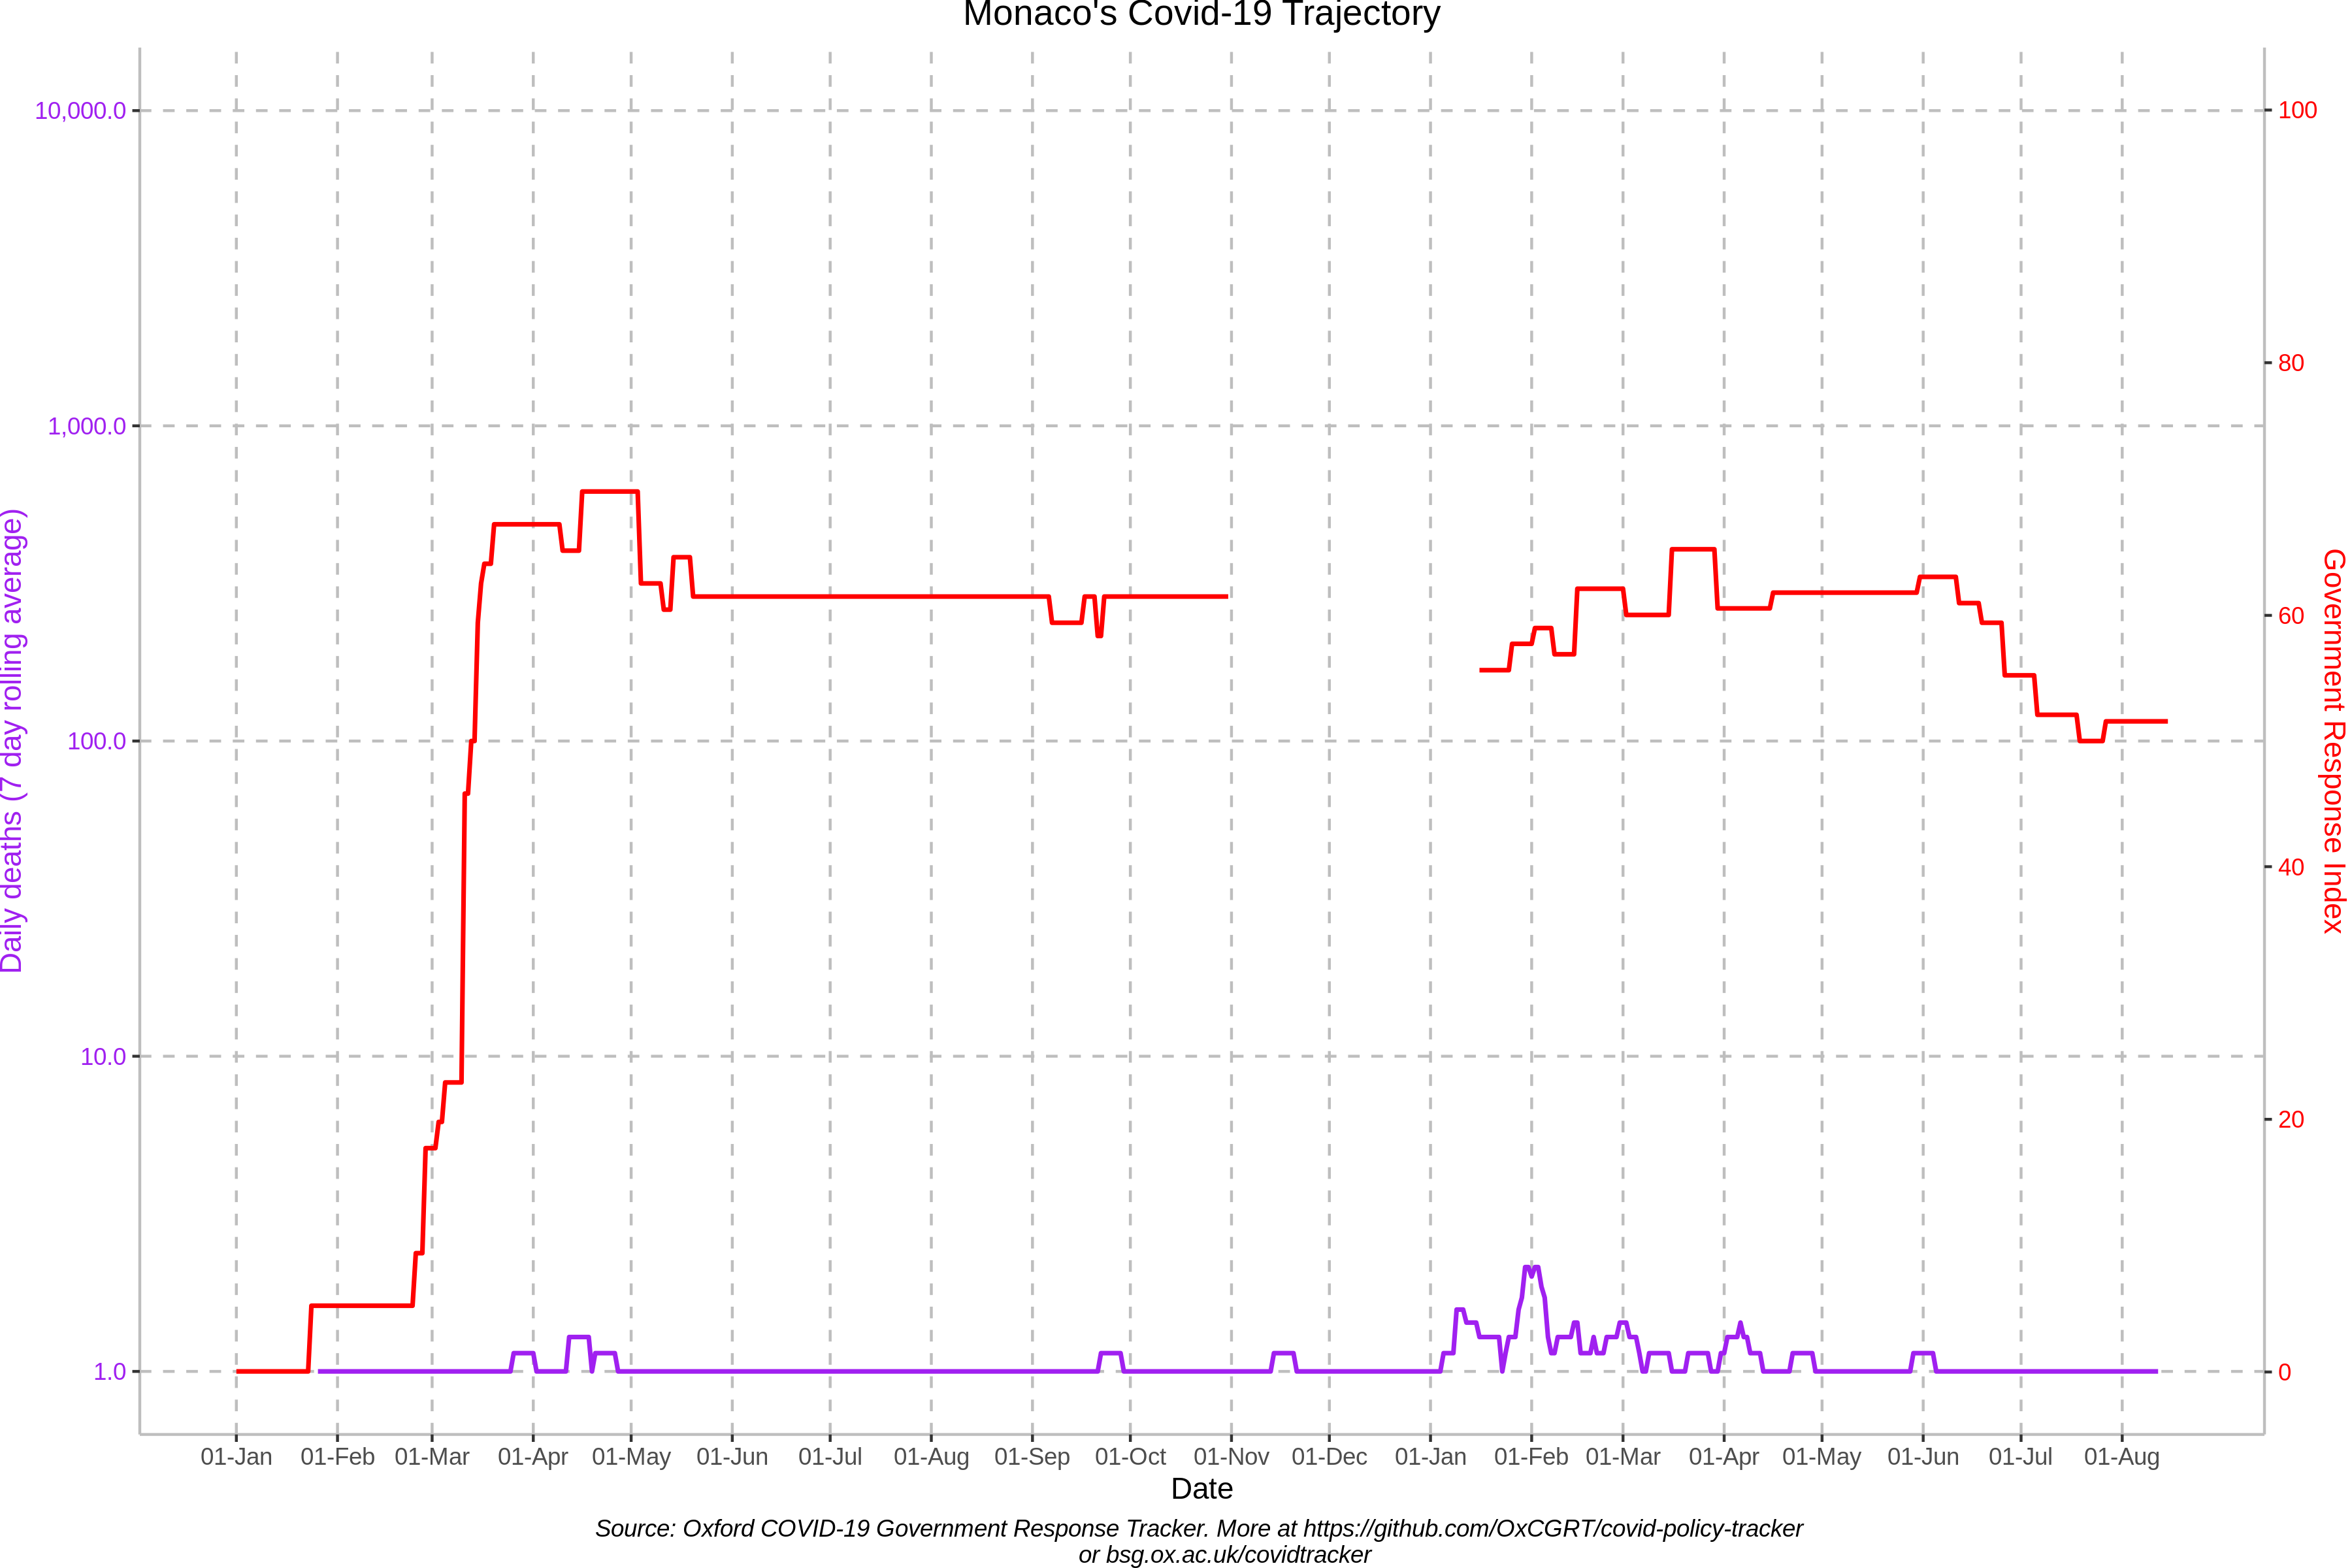 Monaco's Covid-19 Trajectory
10,000.0
1,000.0
100.0
10.0
1.0
Daily deaths (7 day rolling average)
100
80
60
40
20
0
Government Response Index
01-Jan 01-Feb 01-Mar 01-Apr 01-May 01-Jun 01-Jul 01-Aug 01-Sep 01-Oct 01-Nov 01-Dec 01-Jan 01-Feb 01-Mar 01-Apr 01-May 01-Jun 01-Jul 01-Aug
Date
Source: Oxford COVID-19 Government Response Tracker. More at https://github.com/OxCGRT/covid-policy-tracker
or bsg.ox.ac.uk/covidtracker